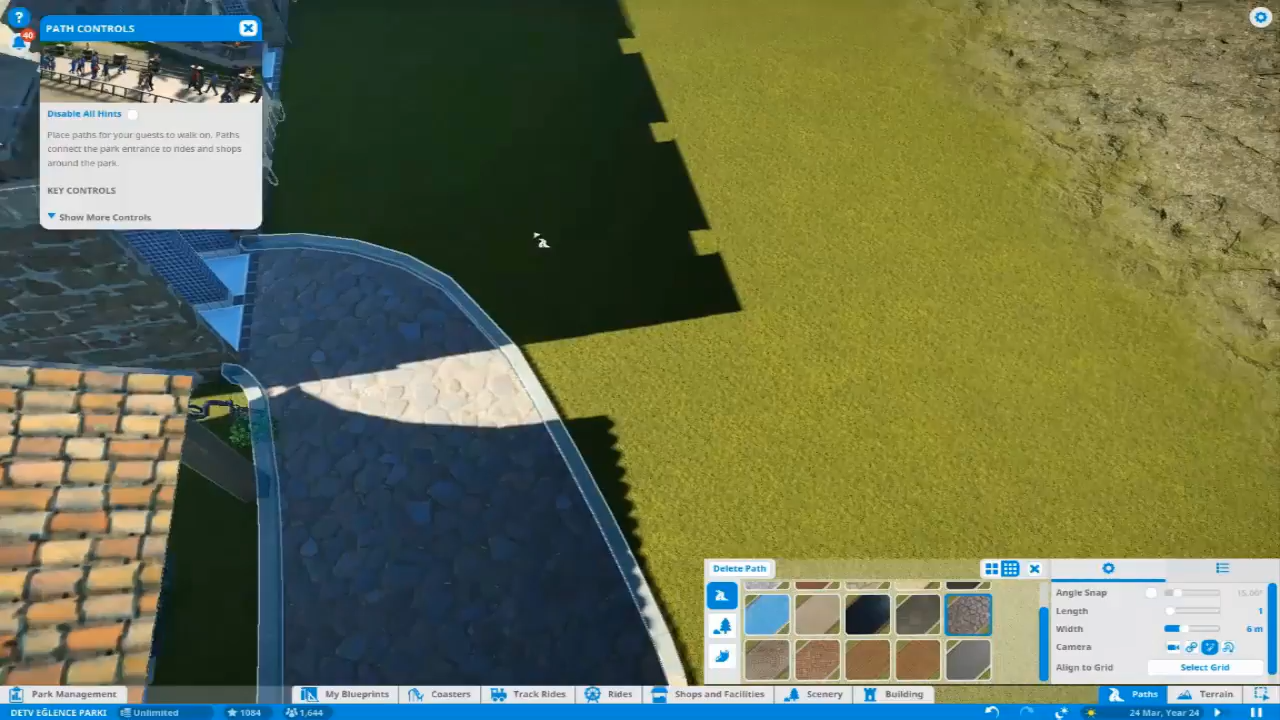 ?
PATH CONTROLS
40
Disable All Hints
Place paths for your guests to walk on. Paths
connect the park entrance to rides and shops
around the park.
KEY CONTROLS
Show More Controls
Delete Path
Angle Snap
15.00°
Length
1
Width
6 m
Camera
Align to Grid
Select Grid
Park Management
My Blueprints
Coasters
Track Rides
Rides
Shops and Facilities
Scenery
Building
Paths
Terrain
DETV EĞLENCE PARKI
Unlimited
1084
1,644
24 Mar, Year 24